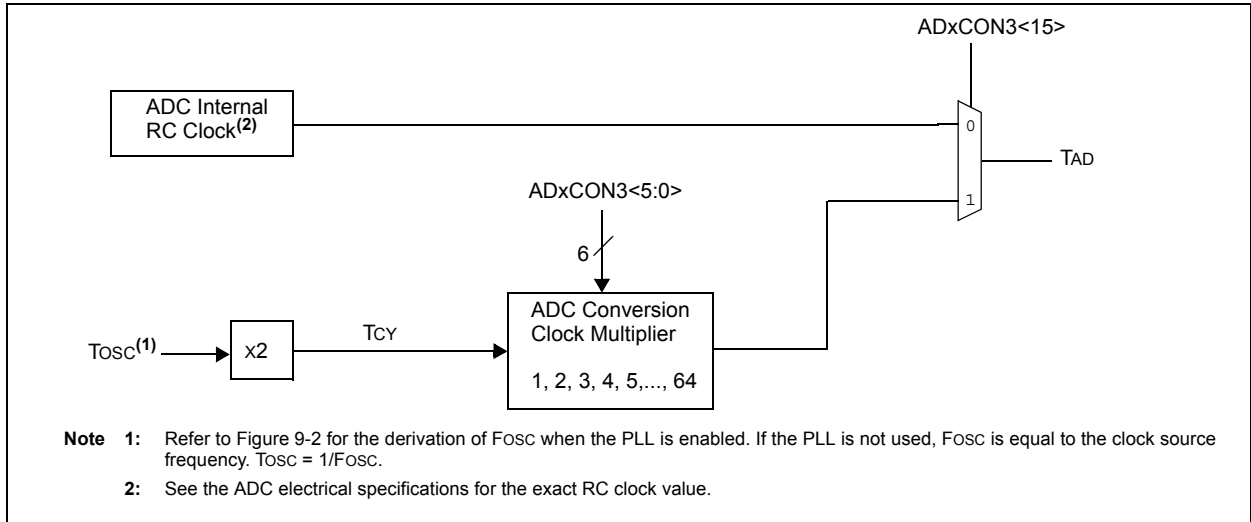 ADxCON3<15>
ADC Internal
RC Clock(2)
0
TAD
ADxCON3<5:0>
1
6
ADC Conversion
Clock Multiplier
TOSC(1)
X2
TCY
1, 2, 3, 4, 5,..., 64
Note 1: Refer to Figure 9-2 for the derivation of FOSC when the PLL is enabled. If the PLL is not used, FOSC is equal to the clock source
frequency. TOSC = 1/FOSC.
2: See the ADC electrical specifications for the exact RC clock value.